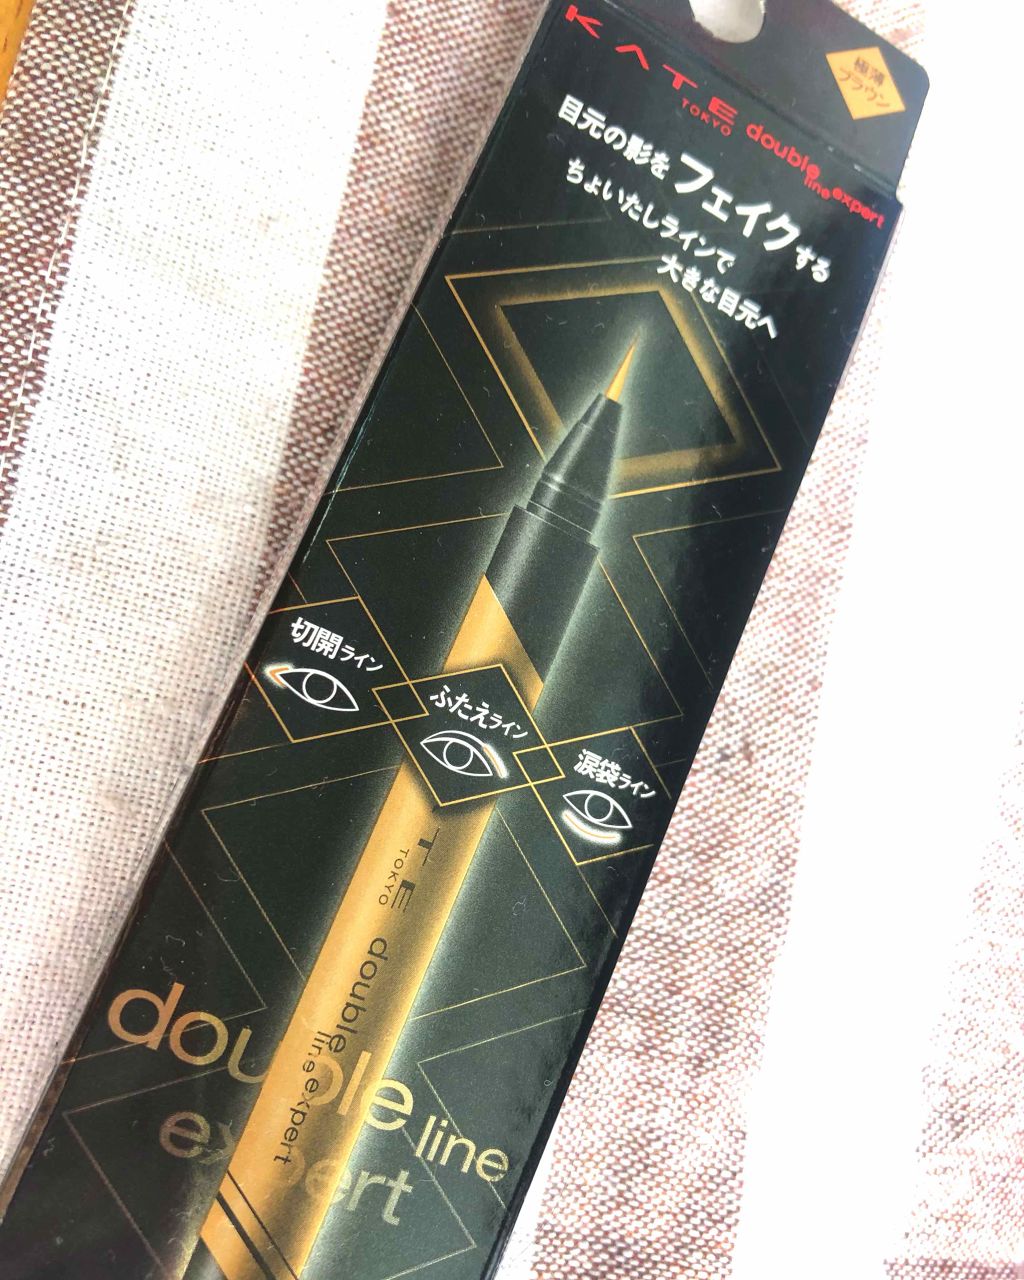 KATE
TOKYO
double
line expert
極薄
ブラウン
目元の影をフェイクする
ちょいたしラインで
大きな目元へ
切開ライン
ふたえライン
涙袋ライン
TE
TOKYO
double
line expert
double line
expert